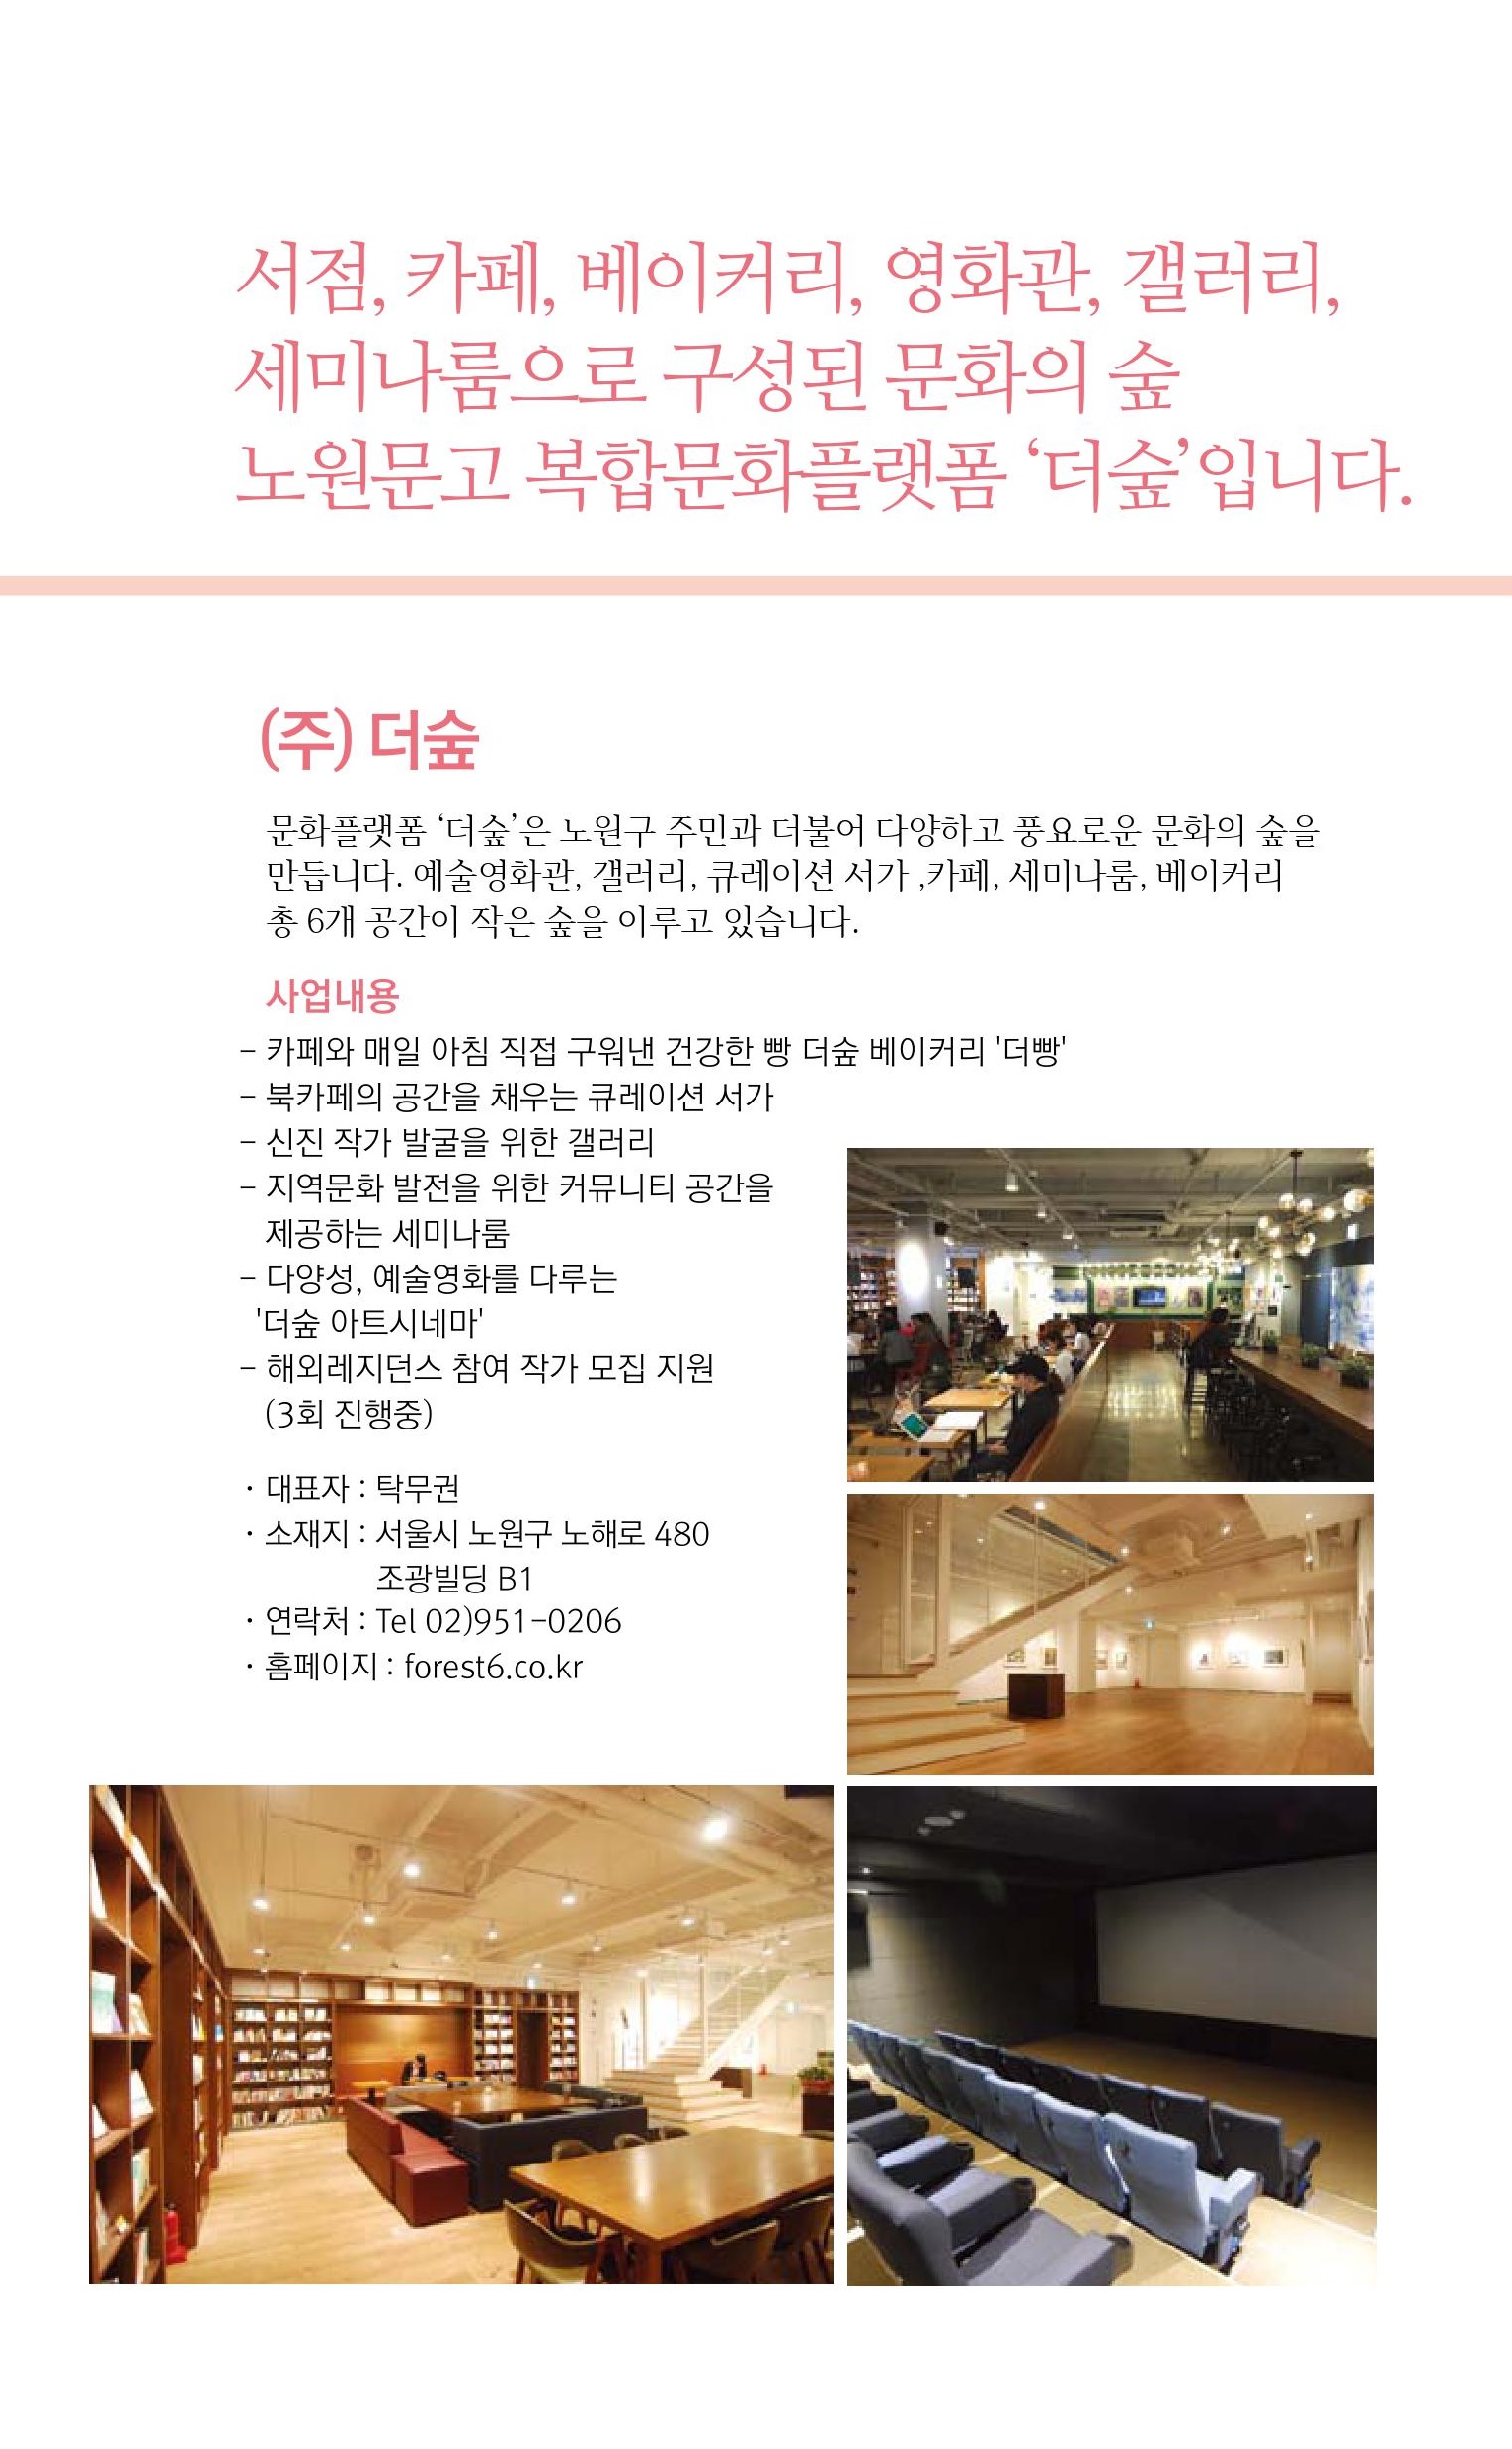 서점, 카페, 베이커리, 영화관, 갤러리,
세미나룸으로 구성된 문화의 숲
노원문고 복합문화플랫폼 ‘더숲’입니다.
(주) 더숲
문화플랫폼 ‘더숲’은 노원구 주민과 더불어 다양하고 풍요로운 문화의 숲을
만듭니다. 예술영화관, 갤러리, 큐레이션 서가 ,카페, 세미나룸, 베이커리
총 6개 공간이 작은 숲을 이루고 있습니다.
사업내용
– 카페와 매일 아침 직접 구워낸 건강한 빵 더숲 베이커리 '더빵'
– 북카페의 공간을 채우는 큐레이션 서가
– 신진 작가 발굴을 위한 갤러리
– 지역문화 발전을 위한 커뮤니티 공간을
제공하는 세미나룸
– 다양성, 예술영화를 다루는
'더숲 아트시네마'
– 해외레지던스 참여 작가 모집 지원
(3회 진행중)
· 대표자 : 탁무권
· 소재지 : 서울시 노원구 노해로 480
조광빌딩 B1
· 연락처 : Tel 02)951–0206
· 홈페이지 : forest6.co.kr